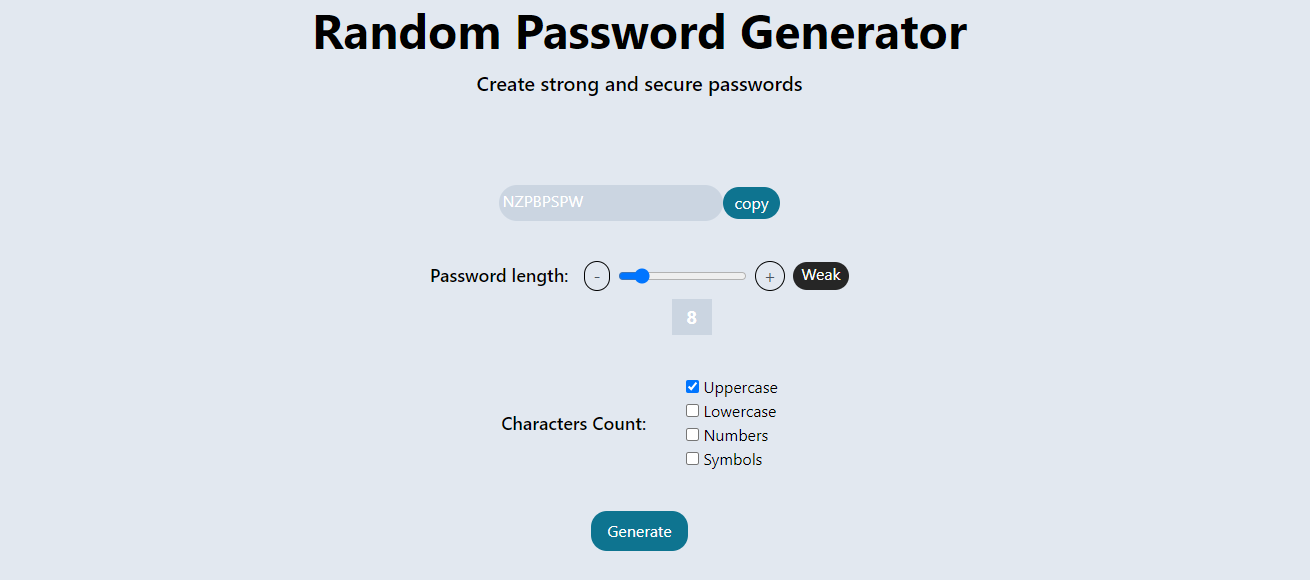 Random Password Generator
Create strong and secure passwords
NZPBPSPW copy
Password length: - + Weak
8
Characters Count:
Uppercase
Lowercase
Numbers
Symbols
Generate